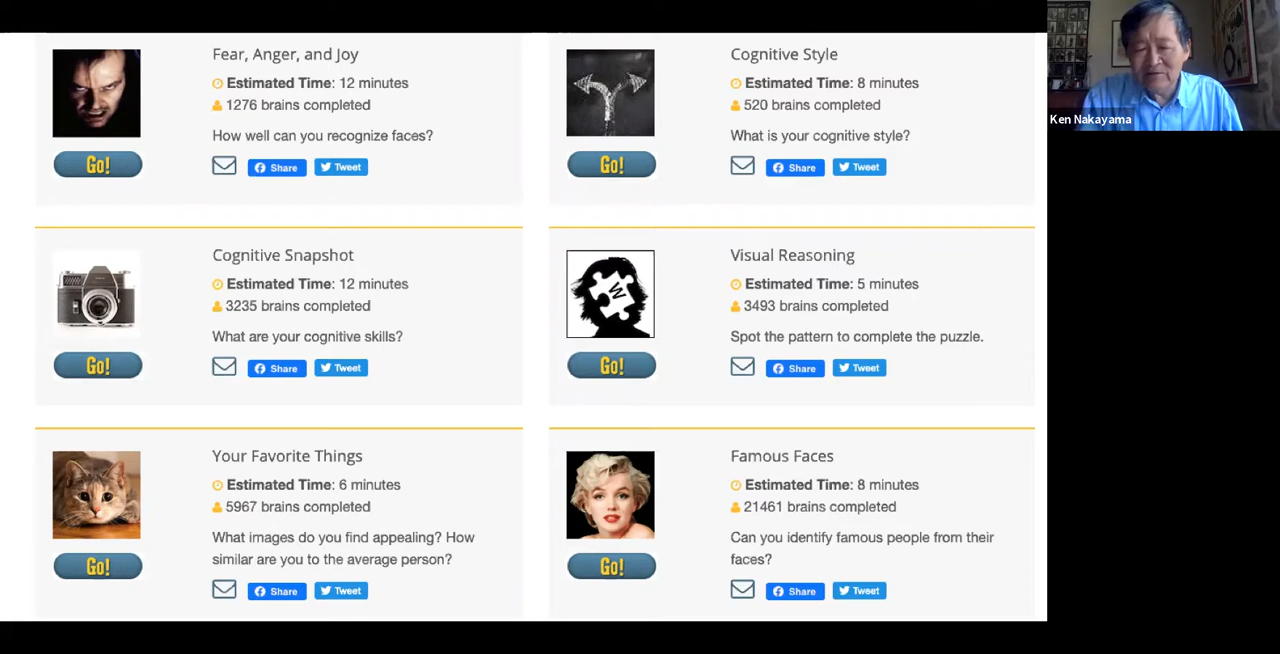 Fear, Anger, and Joy
Estimated Time: 12 minutes
1276 brains completed
How well can you recognize faces?
Go!
Share
Tweet
Cognitive Style
Estimated Time: 8 minutes
520 brains completed
What is your cognitive style?
Go!
Share
Tweet
Ken Nakayama
Cognitive Snapshot
Estimated Time: 12 minutes
3235 brains completed
What are your cognitive skills?
Go!
Share
Tweet
W
Visual Reasoning
Estimated Time: 5 minutes
3493 brains completed
Spot the pattern to complete the puzzle.
Go!
Share
Tweet
Your Favorite Things
Estimated Time: 6 minutes
5967 brains completed
What images do you find appealing? How
similar are you to the average person?
Go!
Share
Tweet
Famous Faces
Estimated Time: 8 minutes
21461 brains completed
Can you identify famous people from their
faces?
Go!
Share
Tweet